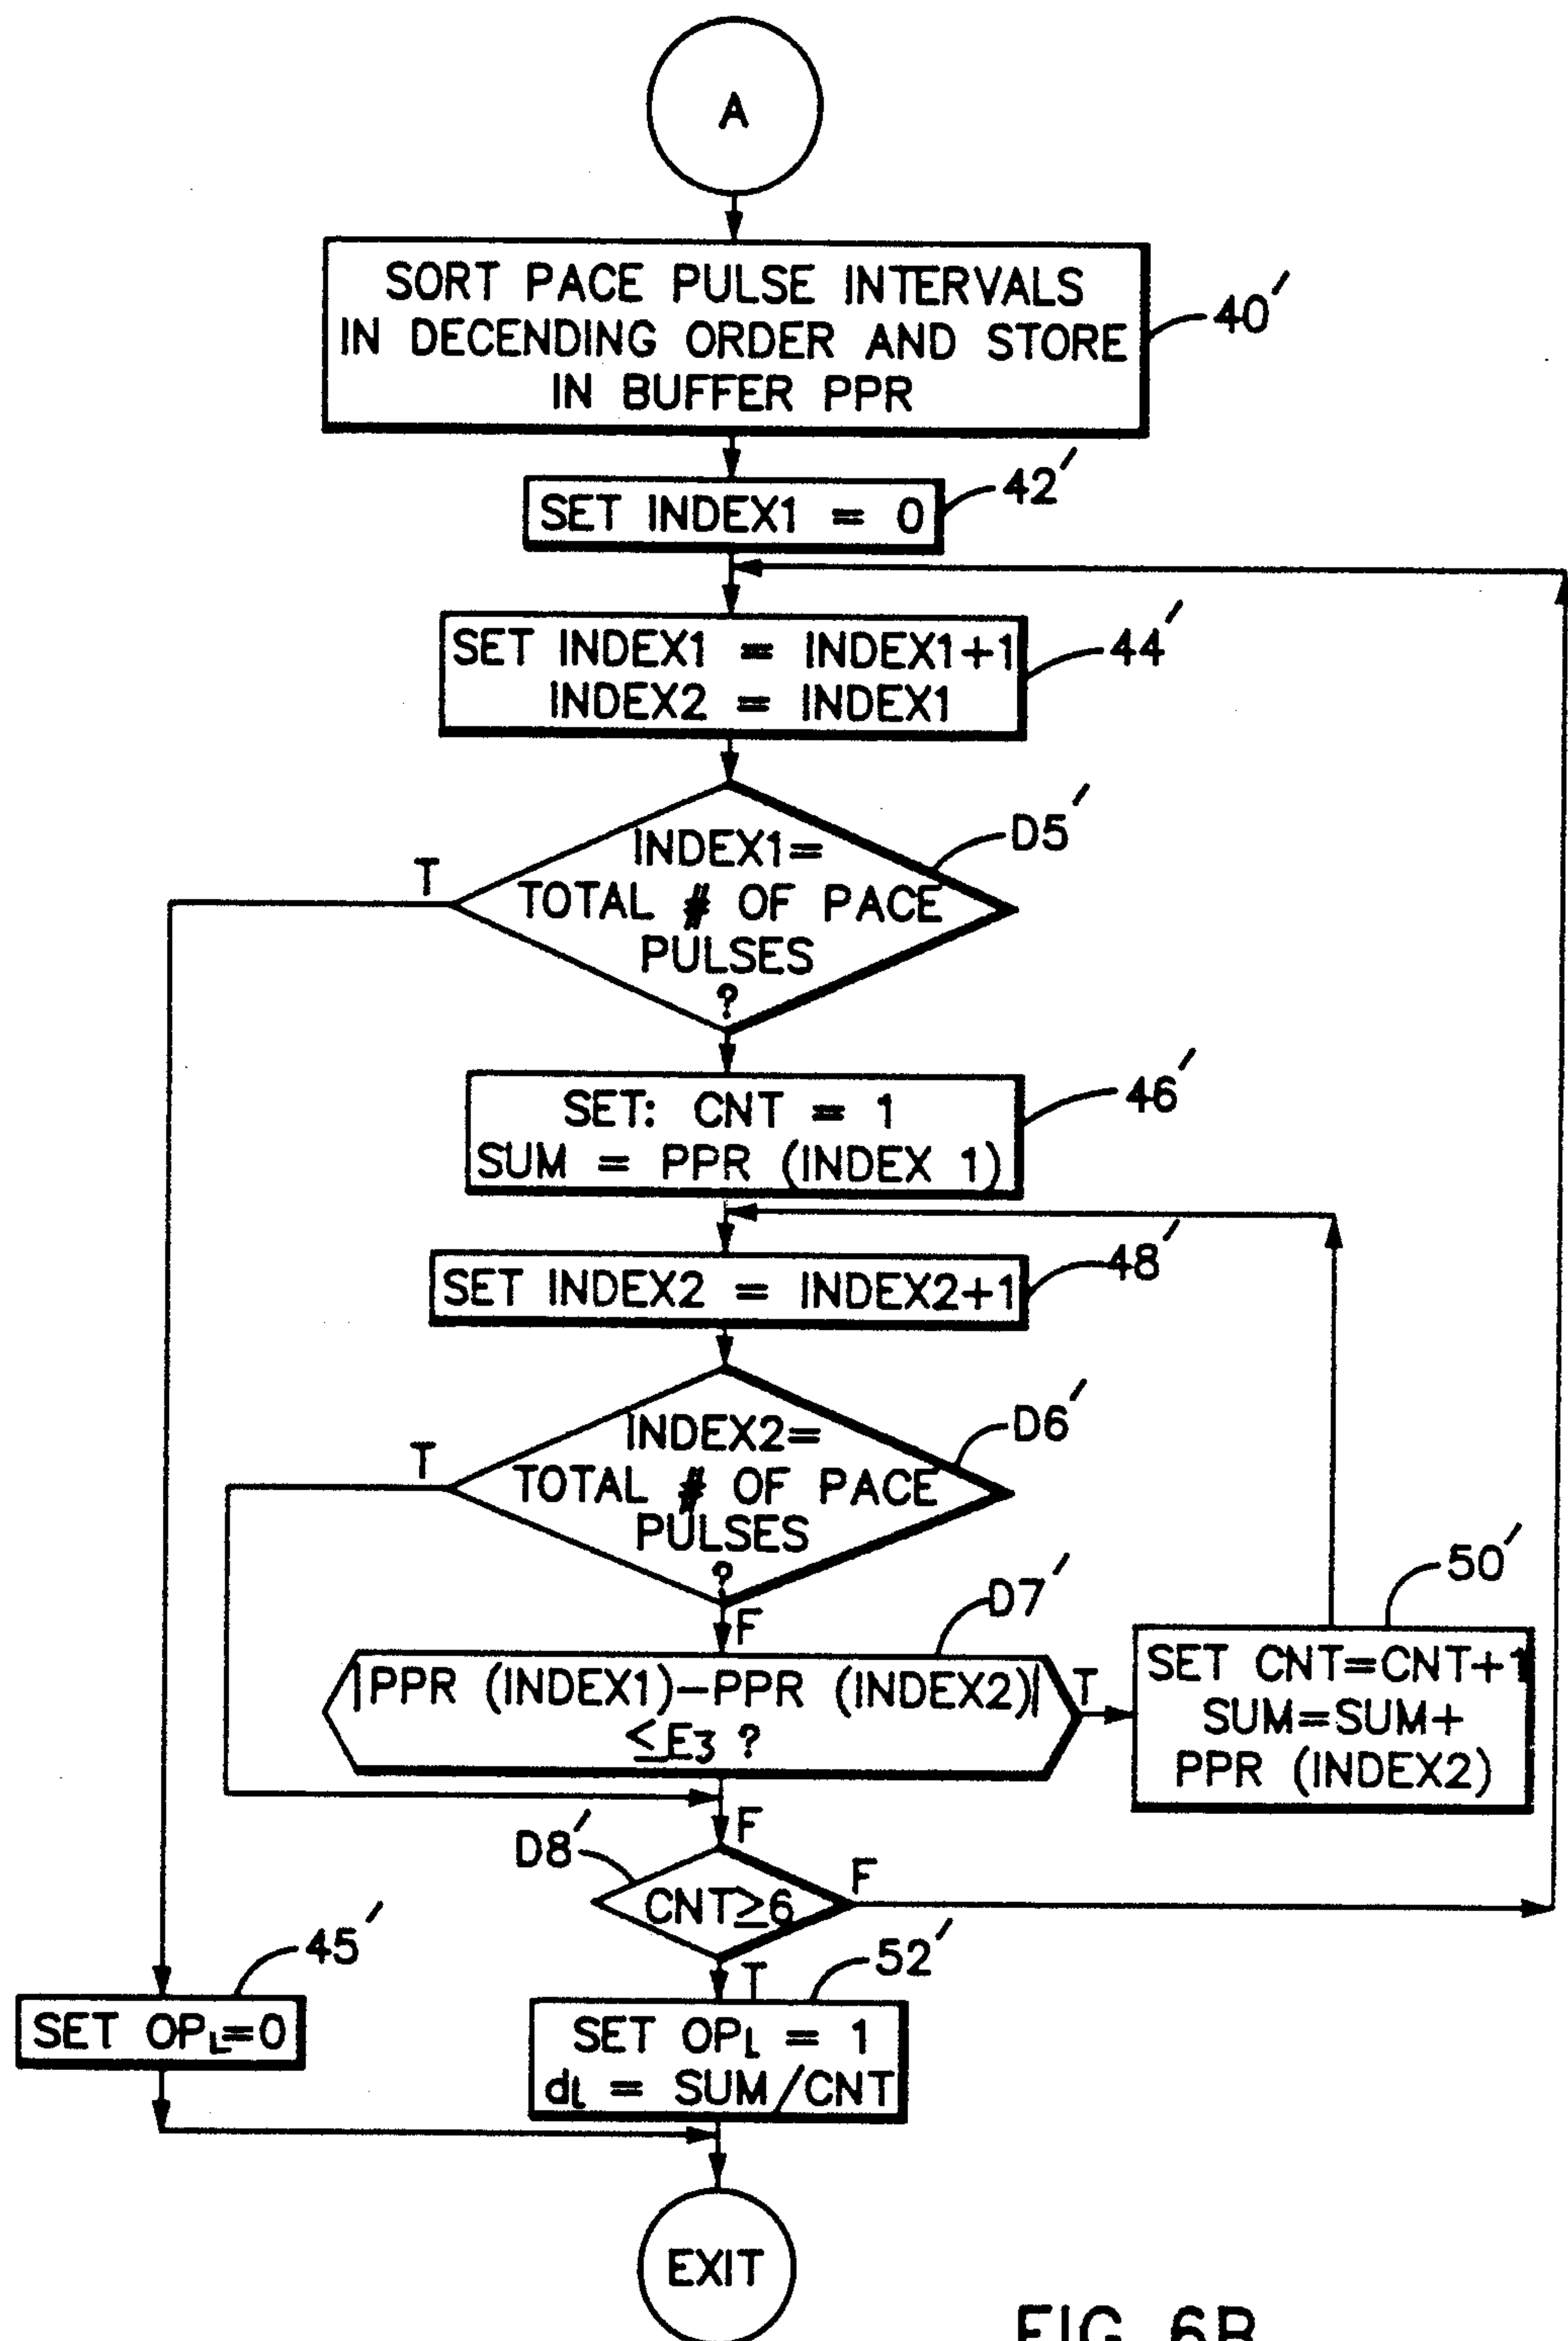 A
SORT PACE PULSE INTERVALS
IN DECENDING ORDER AND STORE
IN BUFFER PPR
40'
SET INDEX1 = 0
42'
SET INDEX1 = INDEX1+1
INDEX2 = INDEX1
44'
INDEX1=
TOTAL # OF PACE
PULSES
?
D5'
T
SET: CNT = 1
SUM = PPR (INDEX 1)
46'
SET INDEX2 = INDEX2+1
48'
INDEX2=
TOTAL # OF PACE
PULSES
?
D6'
T
F
D7'
|PPR (INDEX1)-PPR (INDEX2)|
≤E3 ?
T
50'
SET CNT=CNT+1
SUM=SUM+
PPR (INDEX2)
F
D8'
CNT≥6
F
T
45'
SET OPL=0
52'
SET OPL = 1
dL = SUM/CNT
EXIT
FIG. 6B